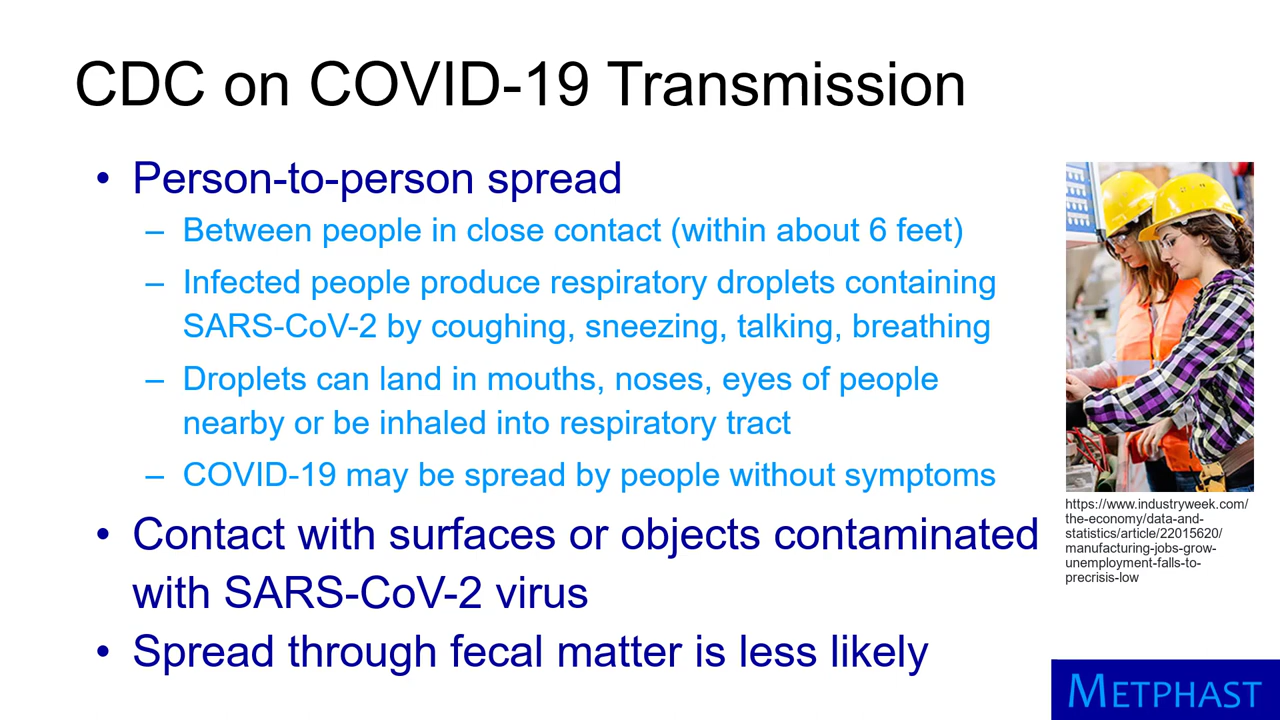 CDC on COVID-19 Transmission
• Person-to-person spread
– Between people in close contact (within about 6 feet)
– Infected people produce respiratory droplets containing
SARS-CoV-2 by coughing, sneezing, talking, breathing
– Droplets can land in mouths, noses, eyes of people
nearby or be inhaled into respiratory tract
– COVID-19 may be spread by people without symptoms
• Contact with surfaces or objects contaminated
with SARS-CoV-2 virus
• Spread through fecal matter is less likely
https://www.industryweek.com/
the-economy/data-and-
statistics/article/22015620/
manufacturing-jobs-grow-
unemployment-falls-to-
precrisis-low
METPHAST